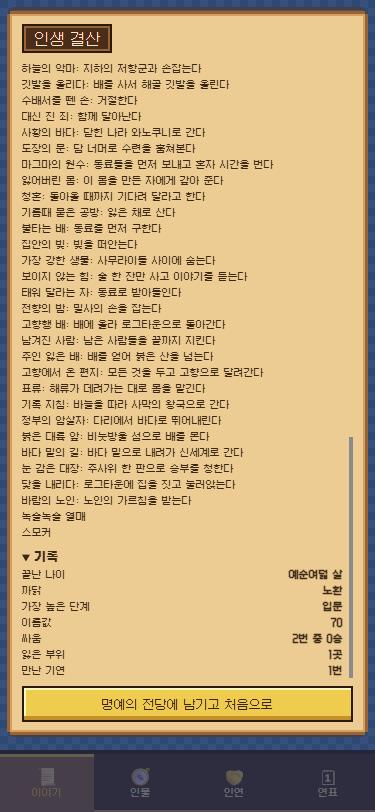 인생 결산
하늘의 악마: 지하의 저항군과 손잡는다
깃발을 올리다: 배를 사서 해골 깃발을 올린다
수배서를 뗀 손: 거절한다
대신 진 죄: 함께 달아난다
사황의 바다: 닫힌 나라 와노쿠니로 간다
도장의 문: 담 너머로 수련을 훔쳐본다
마그마의 원수: 동료들을 먼저 보내고 혼자 시간을 번다
잃어버린 몸: 이 몸을 만든 자에게 갚아 준다
청혼: 돌아올 때까지 기다려 달라고 한다
기름때 묻은 공방: 잃은 채로 산다
불타는 배: 동료를 먼저 구한다
집안의 빚: 빚을 떠안는다
가장 강한 생물: 사무라이들 사이에 숨는다
보이지 않는 힘: 술 한 잔만 사고 이야기를 듣는다
태워 달라는 자: 동료로 받아들인다
전향의 밤: 밀사의 손을 잡는다
고향행 배: 배에 올라 로그타운으로 돌아간다
남겨진 사람: 남은 사람들을 끝까지 지킨다
주인 잃은 배: 배를 얻어 붉은 산을 넘는다
고향에서 온 편지: 모든 것을 두고 고향으로 달려간다
표류: 해류가 데려가는 대로 몸을 맡긴다
기록 지침: 바늘을 따라 사막의 왕국으로 간다
정부의 암살자: 다리에서 바다로 뛰어내린다
붉은 대륙 앞: 비눗방울 섬으로 배를 몬다
바다 밑의 길: 바다 밑으로 내려가 신세계로 간다
눈 감은 대장: 주사위 한 판으로 승부를 청한다
닻을 내리다: 로그타운에 집을 짓고 눌러앉는다
바람의 노인: 노인의 가르침을 받는다
녹슬녹슬 열매
스모커
▼ 기록
끝난 나이 예순여덟 살
까닭 노환
가장 높은 단계 입문
이름값 70
싸움 2번 중 0승
잃은 부위 1곳
만난 기연 1번
명예의 전당에 남기고 처음으로
이야기 인물 인연 연표